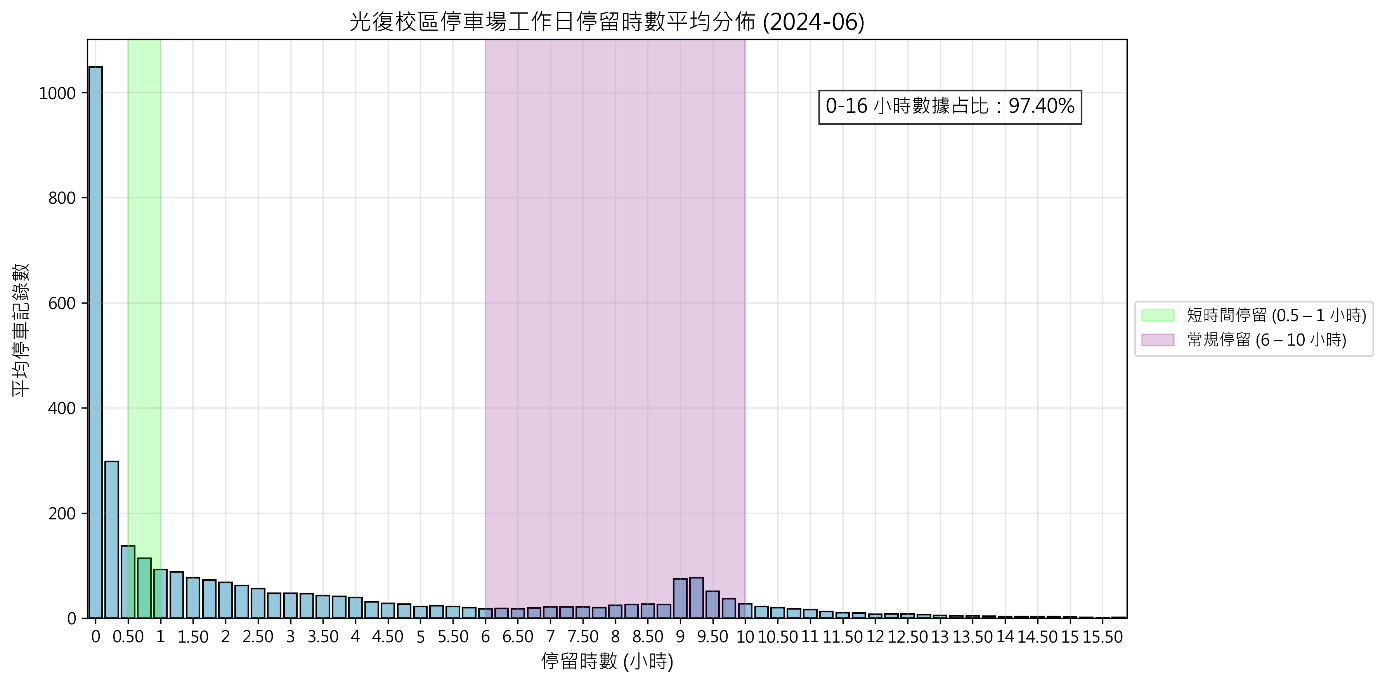 光復校區停車場工作日停留時數平均分佈 (2024-06)
1000
800
600
400
200
0
平均停車記錄數
0-16 小時數據占比：97.40%
短時間停留 (0.5 – 1 小時)
常規停留 (6 – 10 小時)
0 0.50 1 1.50 2 2.50 3 3.50 4 4.50 5 5.50 6 6.50 7 7.50 8 8.50 9 9.50 10 10.50 11 11.50 12 12.50 13 13.50 14 14.50 15 15.50
停留時數 (小時)